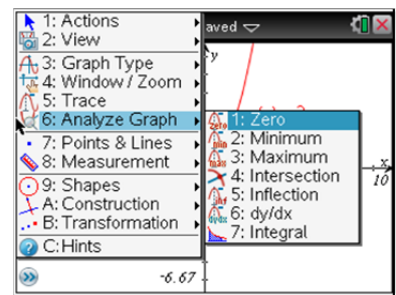 1: Actions
2: View
3: Graph Type
4: Window / Zoom
5: Trace
6: Analyze Graph
7: Points & Lines
8: Measurement
9: Shapes
A: Construction
B: Transformation
C: Hints
aved
y
1: Zero
2: Minimum
3: Maximum
4: Intersection
5: Inflection
6: dy/dx
7: Integral
x
10
-6.67